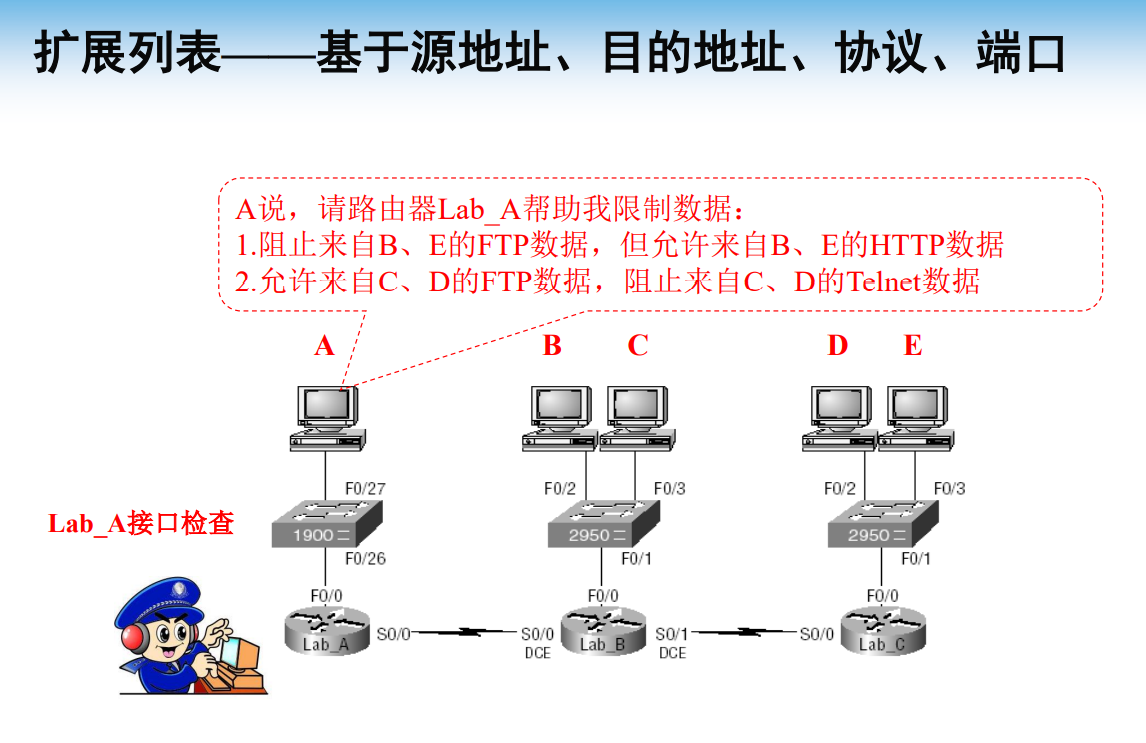 扩展列表——基于源地址、目的地址、协议、端口
A说，请路由器Lab_A帮助我限制数据：
1.阻止来自B、E的FTP数据，但允许来自B、E的HTTP数据
2.允许来自C、D的FTP数据，阻止来自C、D的Telnet数据
A B C D E
F0/27 F0/2 F0/3 F0/2 F0/3
Lab_A接口检查
1900 2950 2950
F0/26 F0/1 F0/1
F0/0 F0/0 F0/0
Lab_A S0/0 S0/0 Lab_B S0/1 S0/0 Lab_C
DCE DCE